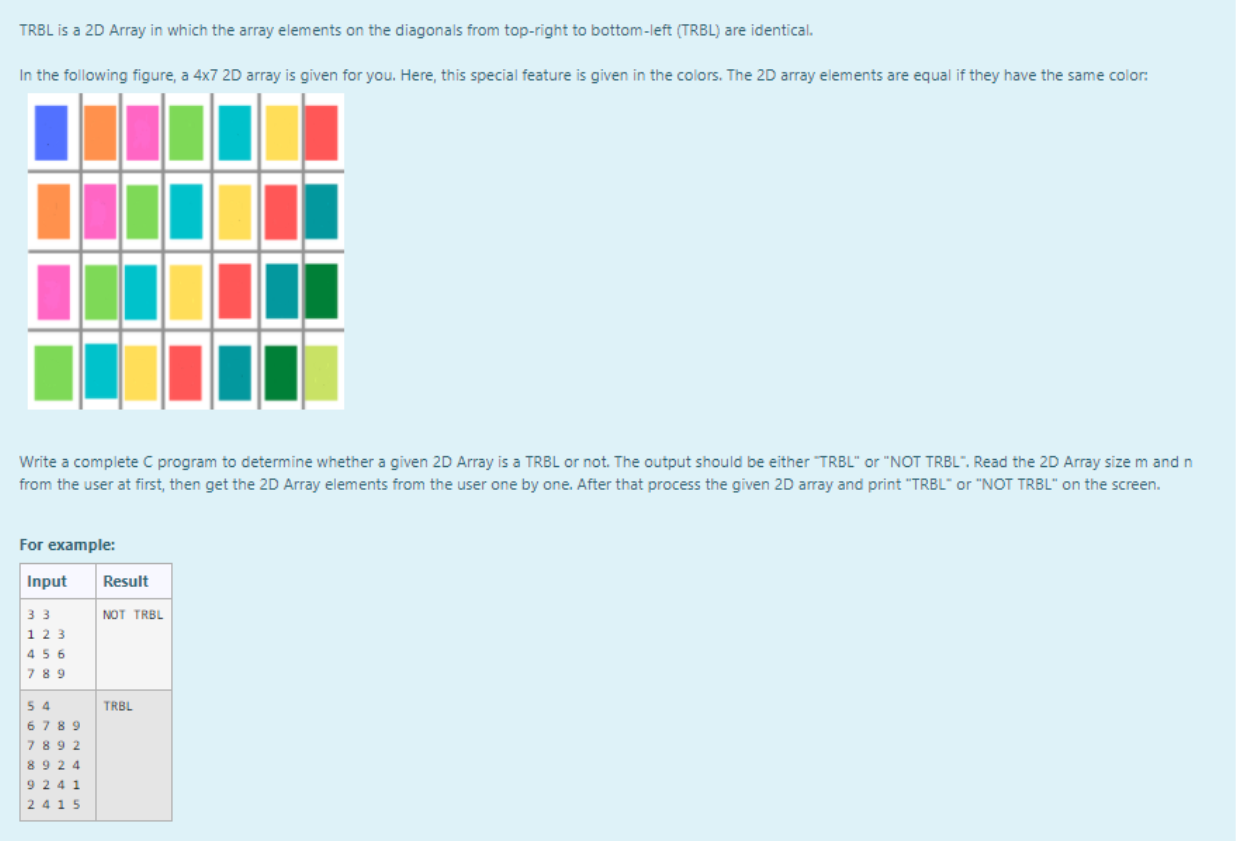 TRBL is a 2D Array in which the array elements on the diagonals from top-right to bottom-left (TRBL) are identical.
In the following figure, a 4x7 2D array is given for you. Here, this special feature is given in the colors. The 2D array elements are equal if they have the same color:
Write a complete C program to determine whether a given 2D Array is a TRBL or not. The output should be either "TRBL" or "NOT TRBL". Read the 2D Array size m and n
from the user at first, then get the 2D Array elements from the user one by one. After that process the given 2D array and print "TRBL" or "NOT TRBL" on the screen.
For example:
Input Result
3 3 NOT TRBL
1 2 3
4 5 6
7 8 9
5 4 TRBL
6 7 8 9
7 8 9 2
8 9 2 4
9 2 4 1
2 4 1 5